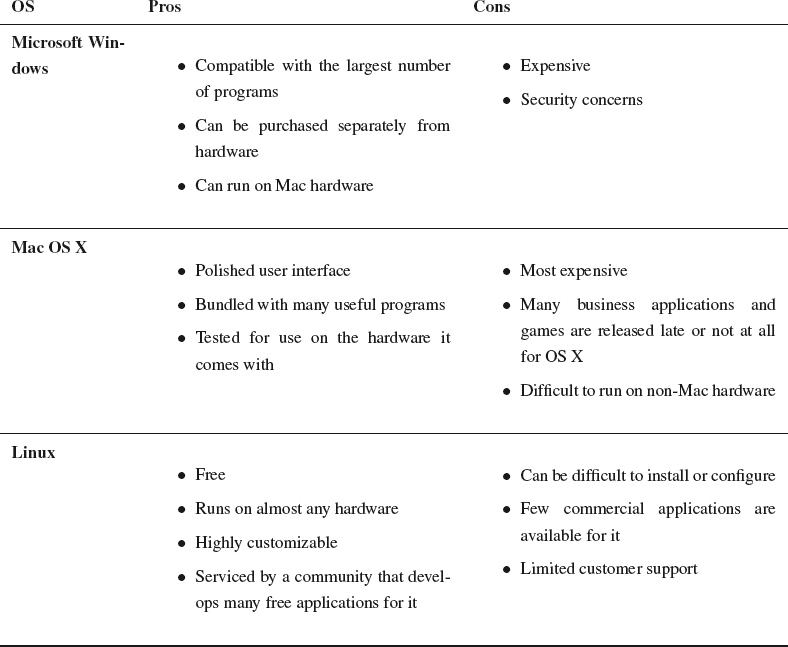 OS Pros Cons
Microsoft Win-
dows
• Compatible with the largest number
of programs
• Can be purchased separately from
hardware
• Can run on Mac hardware
• Expensive
• Security concerns
Mac OS X
• Polished user interface
• Bundled with many useful programs
• Tested for use on the hardware it
comes with
• Most expensive
• Many business applications and
games are released late or not at all
for OS X
• Difficult to run on non-Mac hardware
Linux
• Free
• Runs on almost any hardware
• Highly customizable
• Serviced by a community that devel-
ops many free applications for it
• Can be difficult to install or configure
• Few commercial applications are
available for it
• Limited customer support